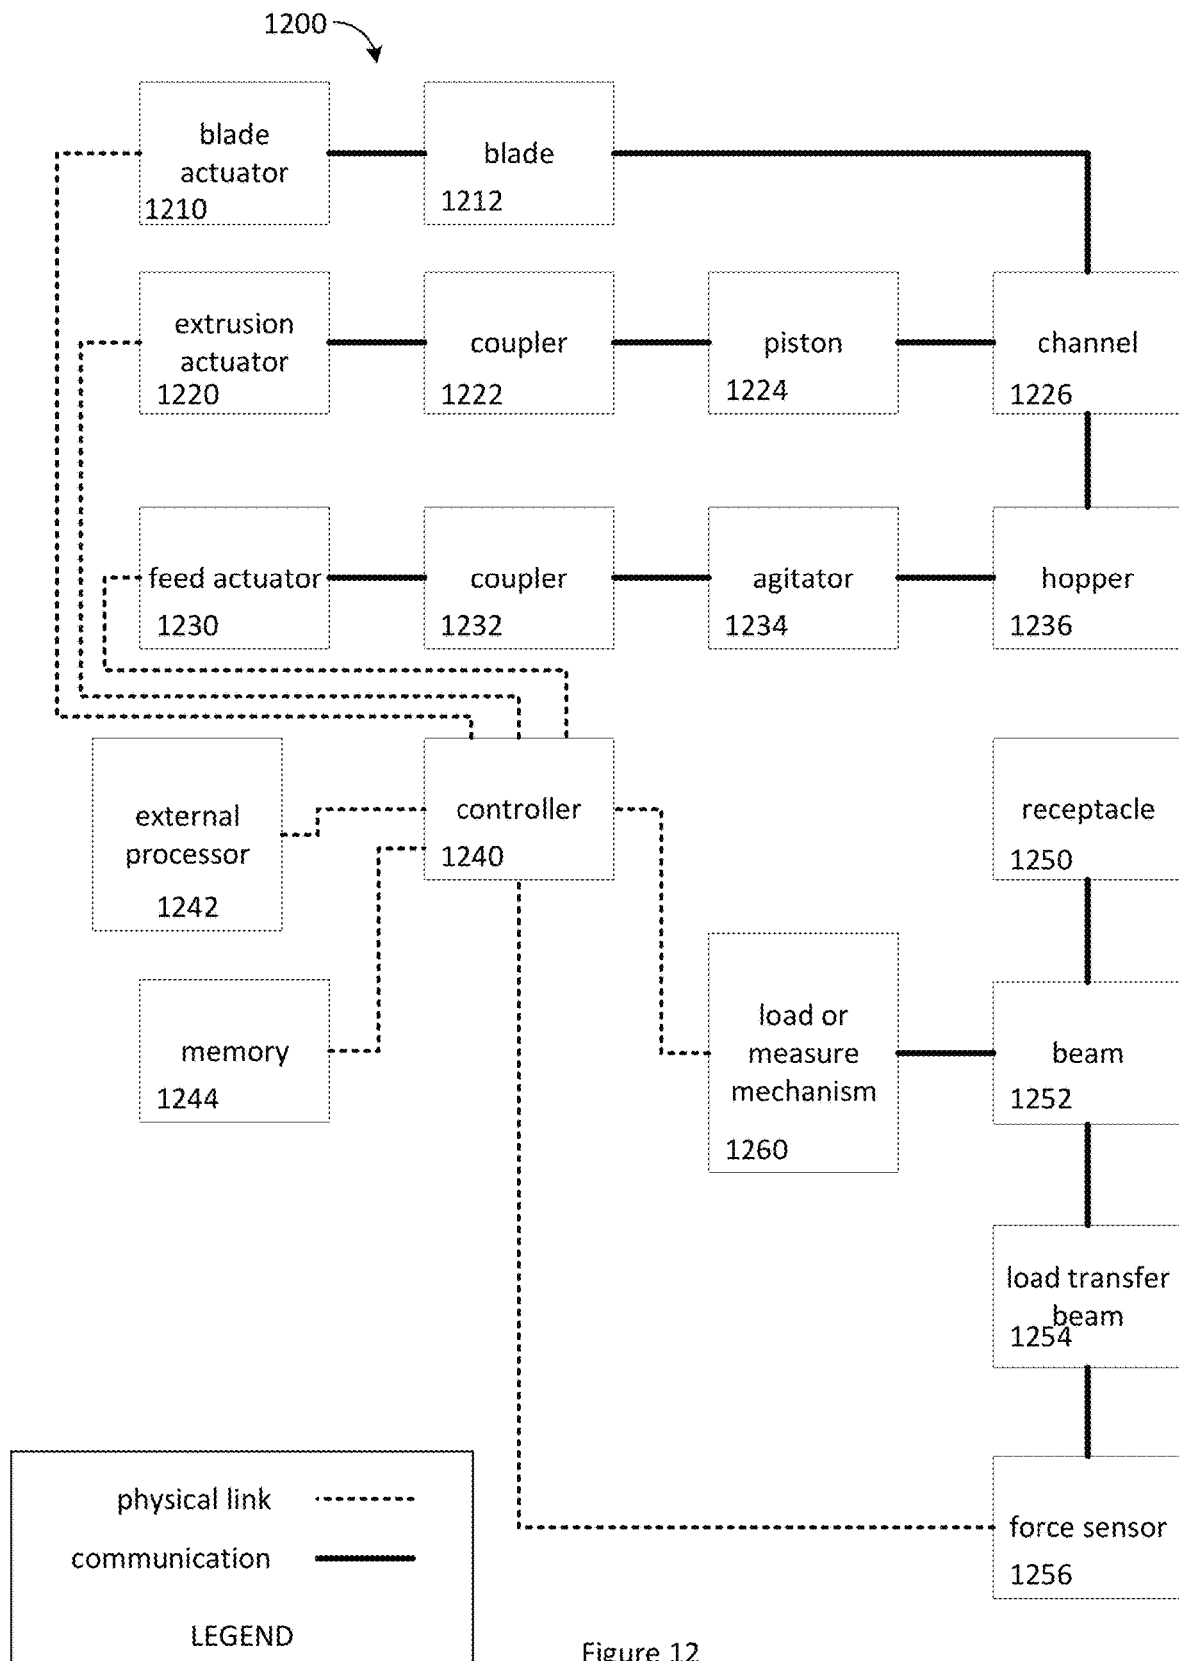 1200
blade
actuator
1210
blade
1212
extrusion
actuator
1220
coupler
1222
piston
1224
channel
1226
feed actuator
1230
coupler
1232
agitator
1234
hopper
1236
external
processor
1242
controller
1240
receptacle
1250
memory
1244
load or
measure
mechanism
1260
beam
1252
load transfer
beam
1254
force sensor
1256
physical link
communication
LEGEND
Figure 12